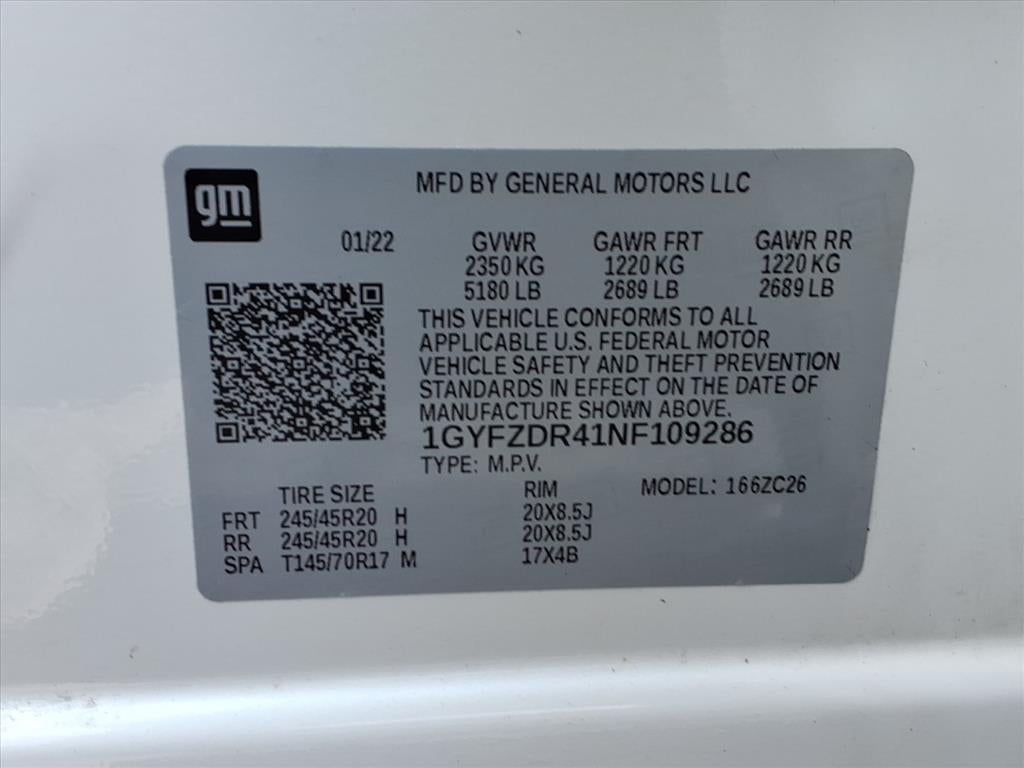 gm
MFD BY GENERAL MOTORS LLC
01/22 GVWR GAWR FRT GAWR RR
2350 KG 1220 KG 1220 KG
5180 LB 2689 LB 2689 LB
THIS VEHICLE CONFORMS TO ALL
APPLICABLE U.S. FEDERAL MOTOR
VEHICLE SAFETY AND THEFT PREVENTION
STANDARDS IN EFFECT ON THE DATE OF
MANUFACTURE SHOWN ABOVE.
1GYFZDR41NF109286
TYPE: M.P.V.
TIRE SIZE RIM MODEL: 166ZC26
FRT 245/45R20 H 20X8.5J
RR 245/45R20 H 20X8.5J
SPA T145/70R17 M 17X4B